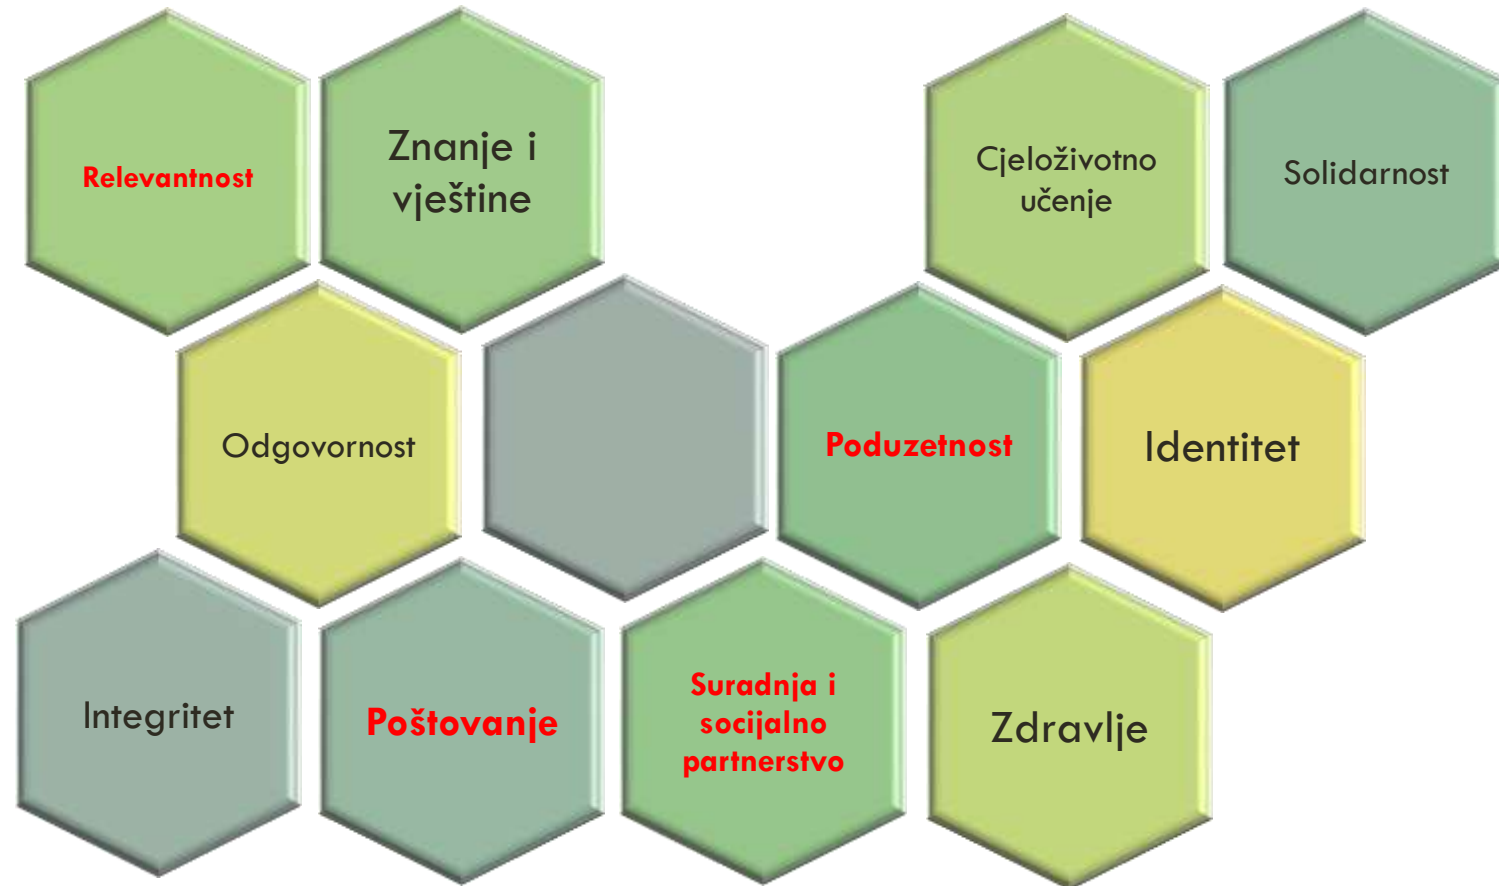 Relevantnost
Znanje i
vještine
Cjeloživotno
učenje
Solidarnost
Odgovornost
Poduzetnost
Identitet
Integritet
Poštovanje
Suradnja i
socijalno
partnerstvo
Zdravlje